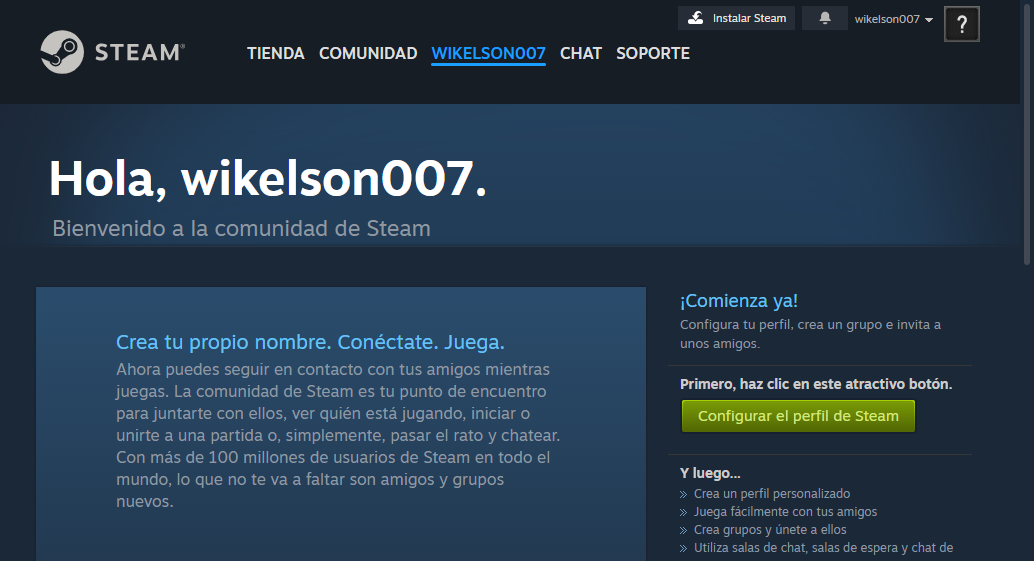 Instalar Steam
wikelson007
?
STEAM®
TIENDA COMUNIDAD WIKELSON007 CHAT SOPORTE
Hola, wikelson007.
Bienvenido a la comunidad de Steam
Crea tu propio nombre. Conéctate. Juega.
Ahora puedes seguir en contacto con tus amigos mientras
juegas. La comunidad de Steam es tu punto de encuentro
para juntarte con ellos, ver quién está jugando, iniciar o
unirte a una partida o, simplemente, pasar el rato y chatear.
Con más de 100 millones de usuarios de Steam en todo el
mundo, lo que no te va a faltar son amigos y grupos
nuevos.
¡Comienza ya!
Configura tu perfil, crea un grupo e invita a
unos amigos.
Primero, haz clic en este atractivo botón.
Configurar el perfil de Steam
Y luego...
» Crea un perfil personalizado
» Juega fácilmente con tus amigos
» Crea grupos y únete a ellos
» Utiliza salas de chat, salas de espera y chat de